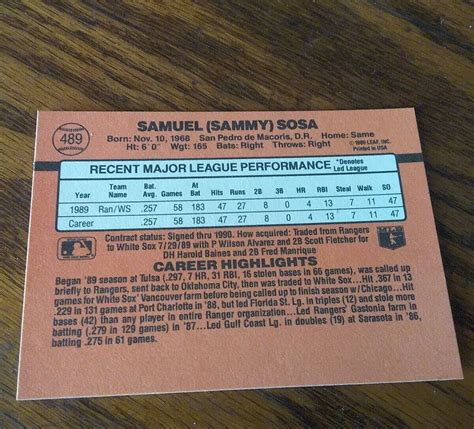 489
SAMUEL (SAMMY) SOSA
Born: Nov. 10, 1968 San Pedro de Macoris, D.R. Home: Same
Ht: 6' 0" Wgt: 165 Bats: Right Throws: Right
© 1989 LEAF, INC.
Printed in USA
RECENT MAJOR LEAGUE PERFORMANCE *Denotes Led League
Year Team Name Bat. Avg. Games At Bat Hits Runs 2B 3B HR RBI Steal Walk SO
1989 Ran/WS .257 58 183 47 27 8 0 4 13 7 11 47
Career .257 58 183 47 27 8 0 4 13 7 11 47
Contract status: Signed thru 1990. How acquired: Traded from Rangers
to White Sox 7/29/89 with P Wilson Alvarez and 2B Scott Fletcher for
DH Harold Baines and 2B Fred Manrique
CAREER HIGHLIGHTS
Began '89 season at Tulsa (.297, 7 HR, 31 RBI, 16 stolen bases in 66 games), was called up
briefly to Rangers, sent back to Oklahoma City, then was traded to White Sox...Hit .367 in 13
games for White Sox' Vancouver farm before being called up to finish season w/Chicago...Hit
.229 in 131 games at Port Charlotte in '88, but led Florida St. Lg. in triples (12) and stole more
bases (42) than any player in entire Ranger organization...Led Rangers' Gastonia farm in
batting (.279 in 129 games) in '87...Led Gulf Coast Lg. in doubles (19) at Sarasota in '86,
batting .275 in 61 games.